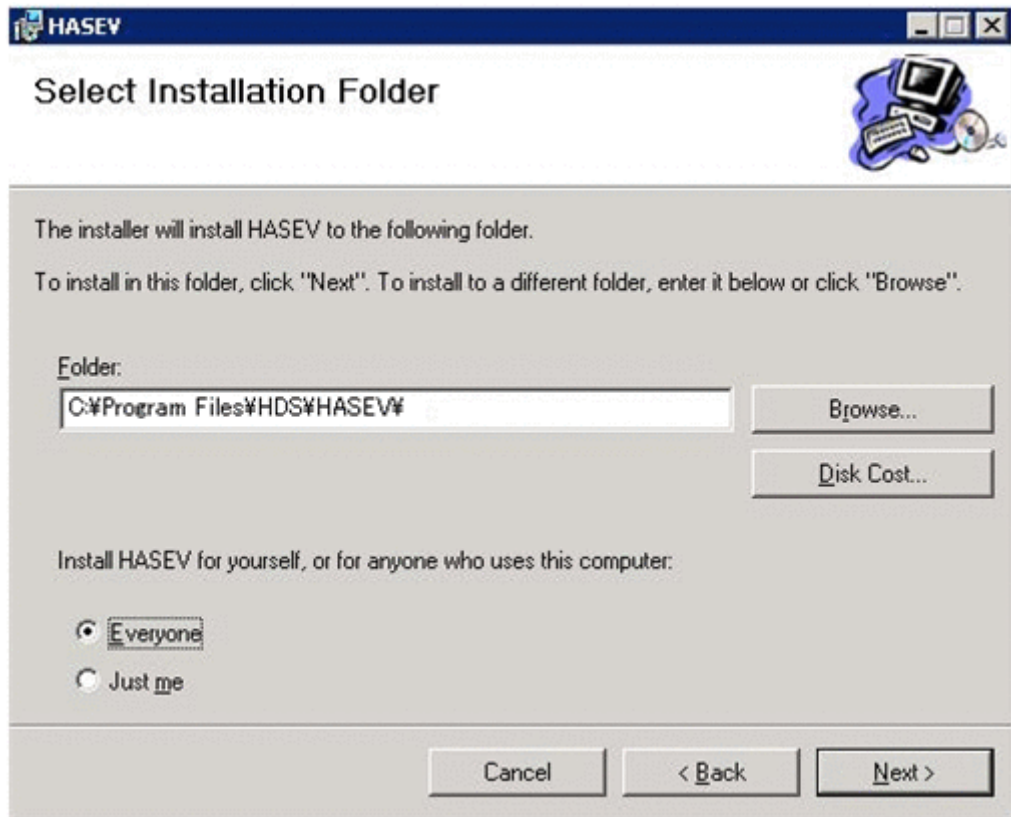 HASEV
Select Installation Folder
The installer will install HASEV to the following folder.
To install in this folder, click "Next". To install to a different folder, enter it below or click "Browse".
Folder:
C:¥Program Files¥HDS¥HASEV¥
Browse...
Disk Cost...
Install HASEV for yourself, or for anyone who uses this computer:
Everyone
Just me
Cancel
< Back
Next >